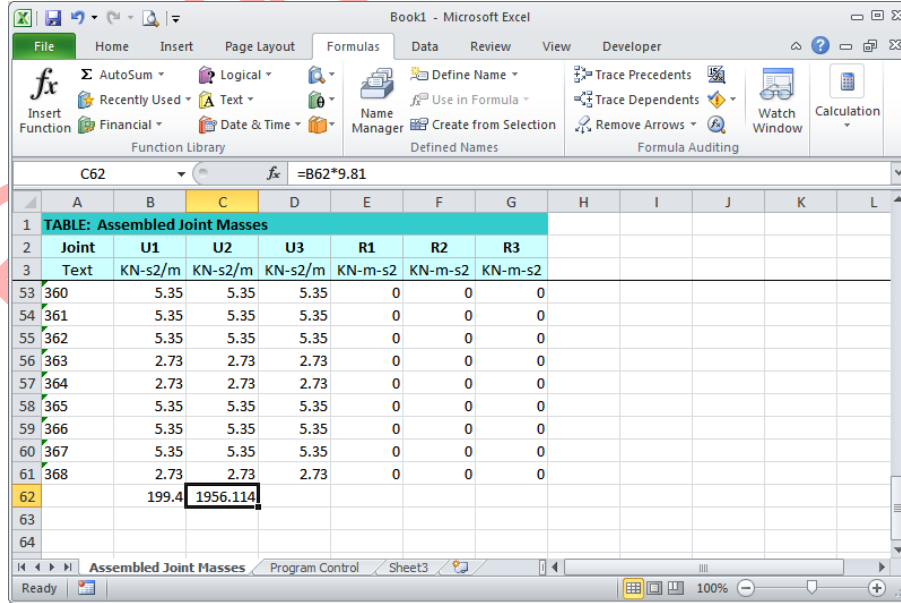 Book1 - Microsoft Excel
File Home Insert Page Layout Formulas Data Review View Developer
fx Insert Function
Σ AutoSum
Recently Used
Financial
Logical
Text
Date & Time
Function Library
Name Manager
Define Name
Use in Formula
Create from Selection
Defined Names
Trace Precedents
Trace Dependents
Remove Arrows
Formula Auditing
Watch Window
Calculation
C62 fx =B62*9.81
A B C D E F G H I J K L
1 TABLE: Assembled Joint Masses
2 Joint U1 U2 U3 R1 R2 R3
3 Text KN-s2/m KN-s2/m KN-s2/m KN-m-s2 KN-m-s2 KN-m-s2
53 360 5.35 5.35 5.35 0 0 0
54 361 5.35 5.35 5.35 0 0 0
55 362 5.35 5.35 5.35 0 0 0
56 363 2.73 2.73 2.73 0 0 0
57 364 2.73 2.73 2.73 0 0 0
58 365 5.35 5.35 5.35 0 0 0
59 366 5.35 5.35 5.35 0 0 0
60 367 5.35 5.35 5.35 0 0 0
61 368 2.73 2.73 2.73 0 0 0
62 199.4 1956.114
63
64
Assembled Joint Masses Program Control Sheet3
Ready 100%